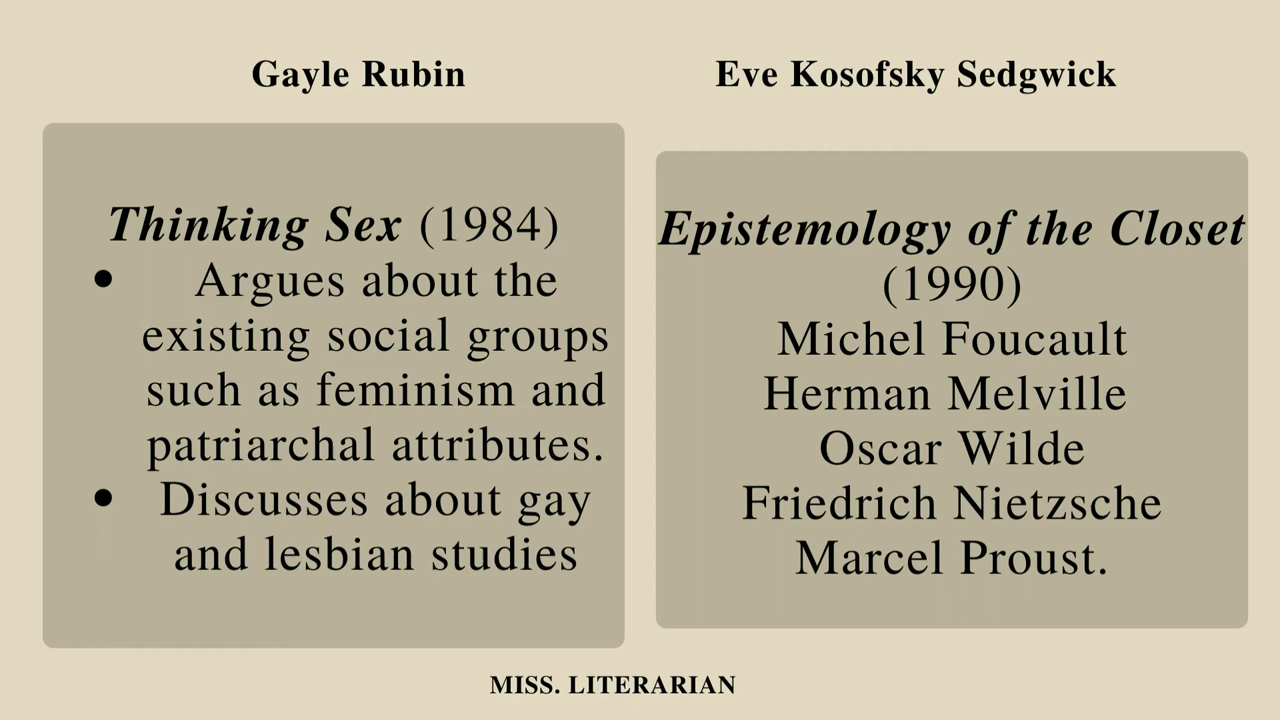 Gayle Rubin
Thinking Sex (1984)
• Argues about the
existing social groups
such as feminism and
patriarchal attributes.
• Discusses about gay
and lesbian studies
Eve Kosofsky Sedgwick
Epistemology of the Closet
(1990)
Michel Foucault
Herman Melville
Oscar Wilde
Friedrich Nietzsche
Marcel Proust.
MISS. LITERARIAN